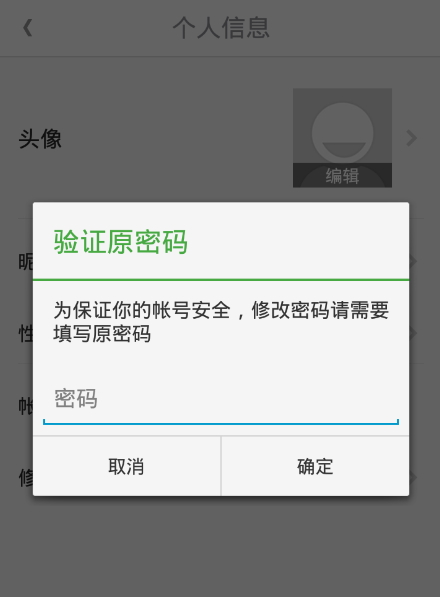 个人信息
头像
编辑
验证原密码
昵
为保证你的帐号安全，修改密码请需要
填写原密码
性
密码
帐
取消
确定
修